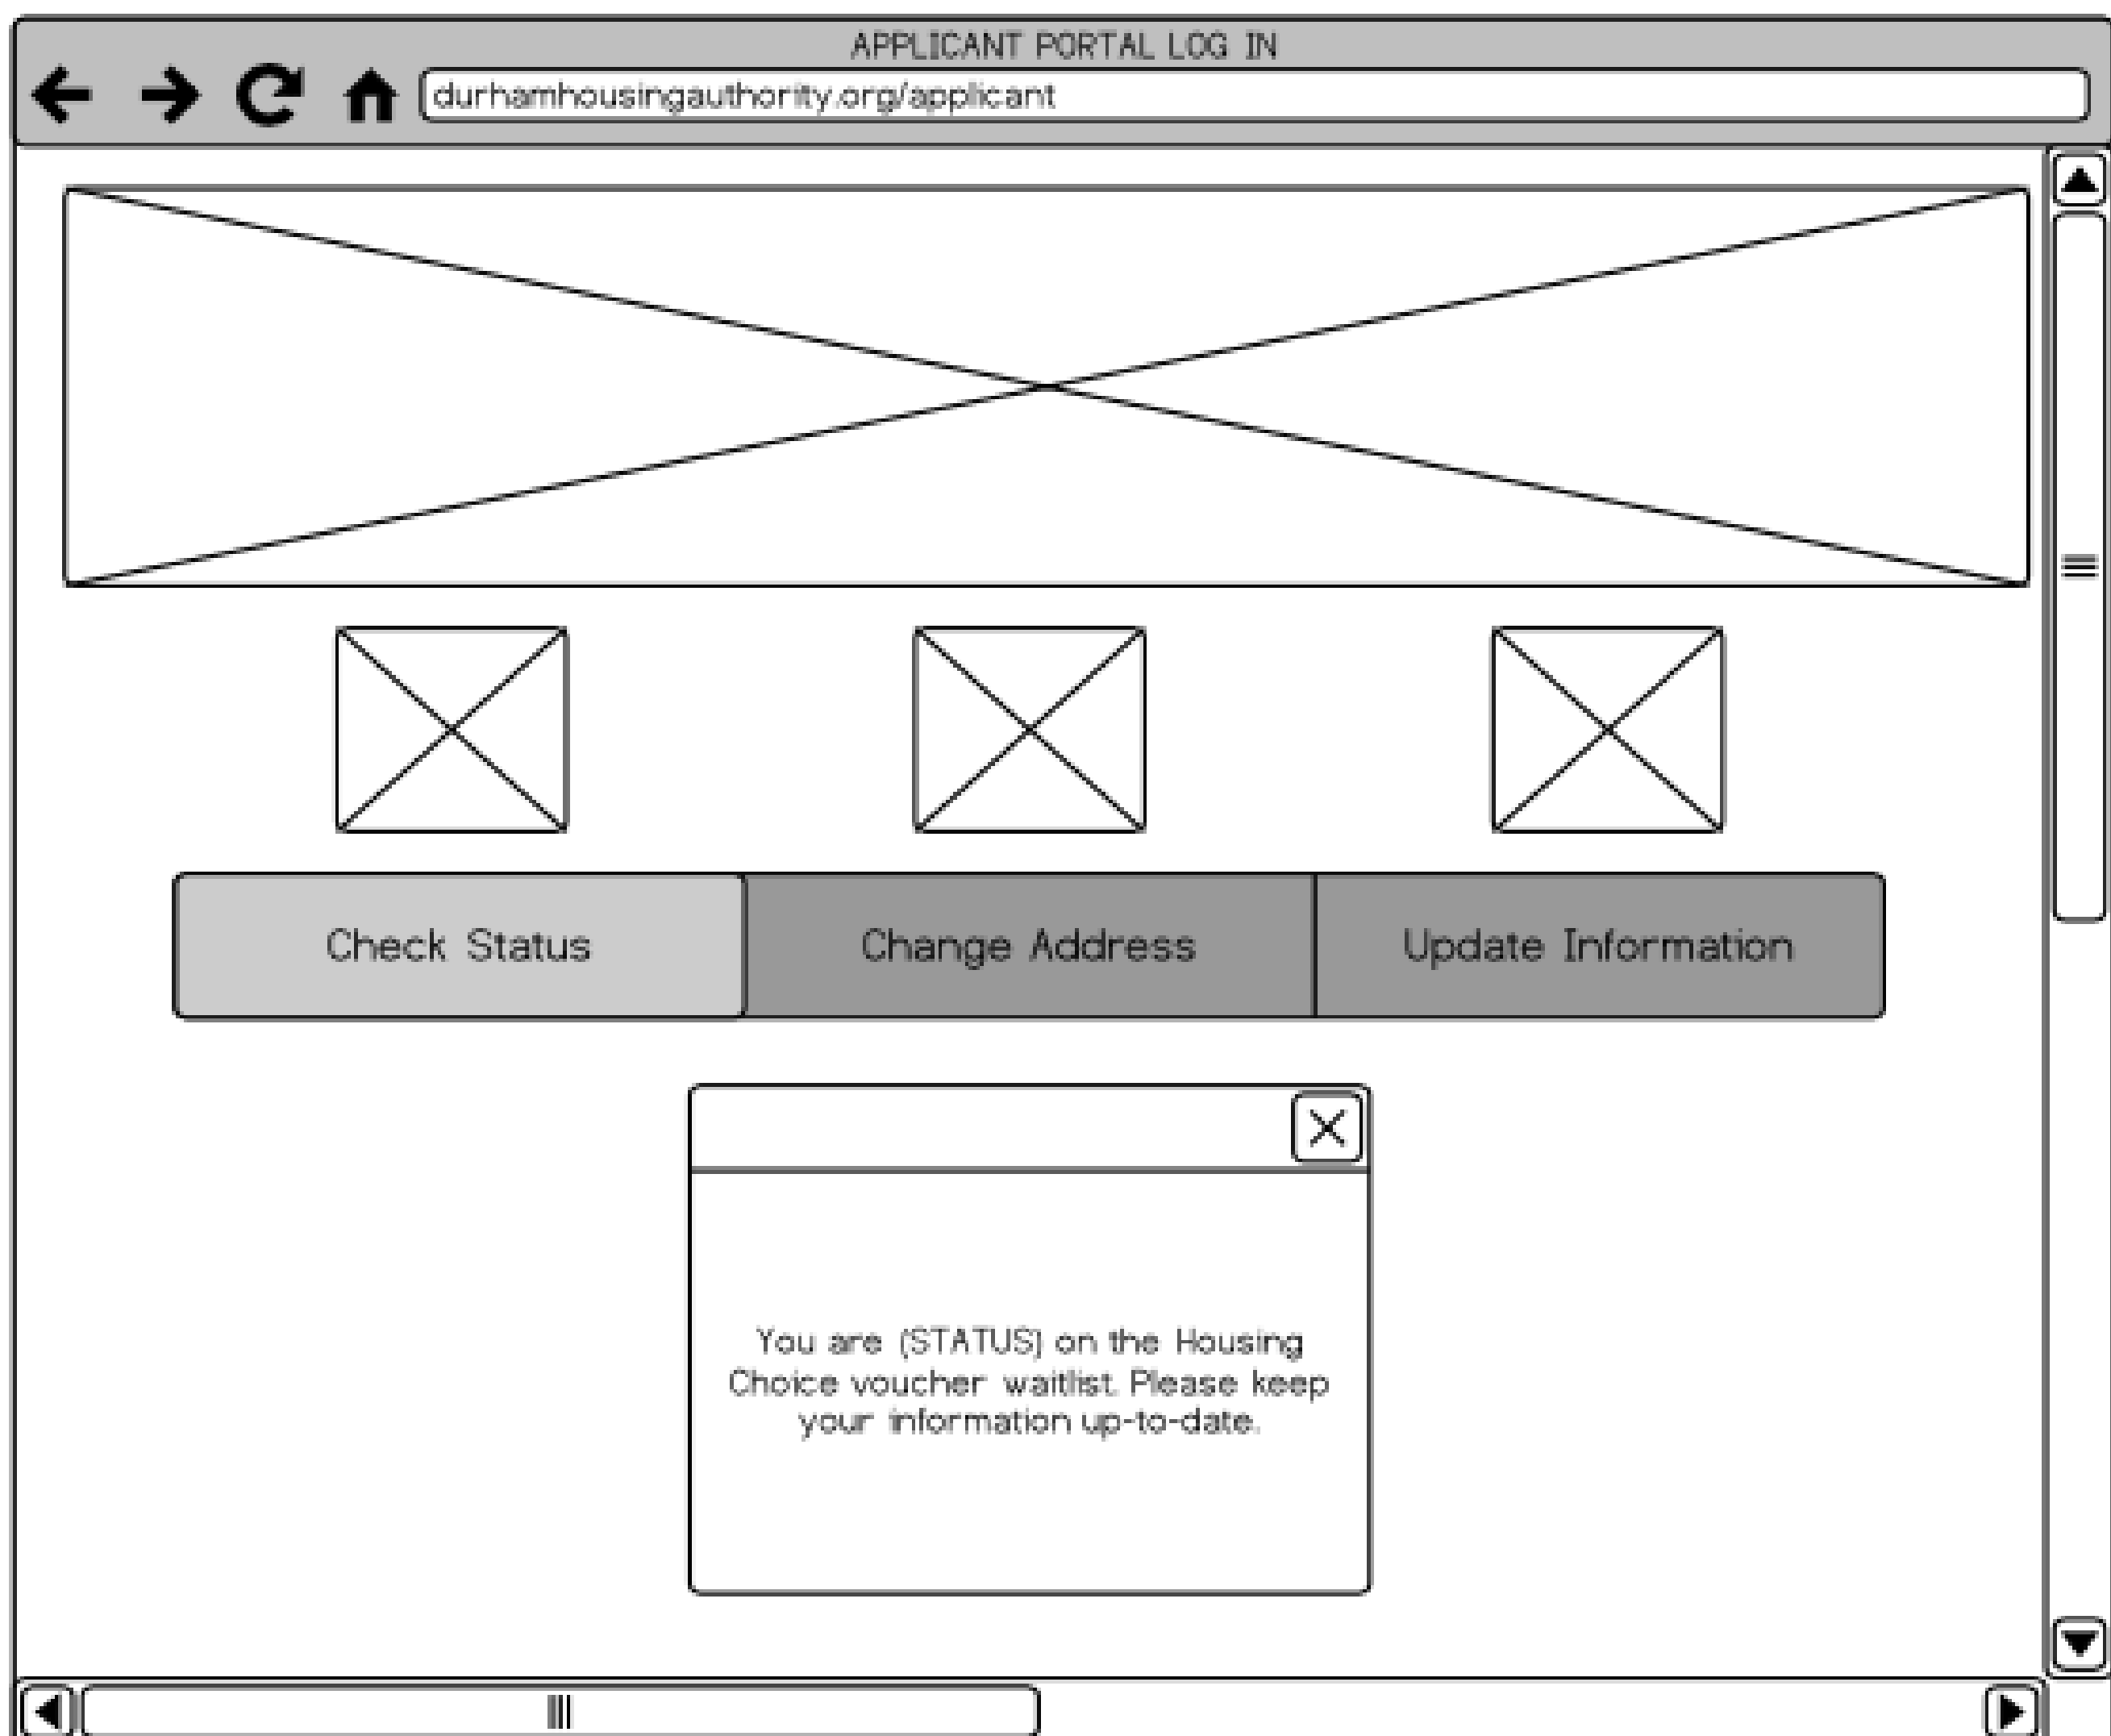 APPLICANT PORTAL LOG IN
durhamhousingauthority.org/applicant
Check Status
Change Address
Update Information
You are (STATUS) on the Housing
Choice voucher waitlist. Please keep
your information up-to-date.